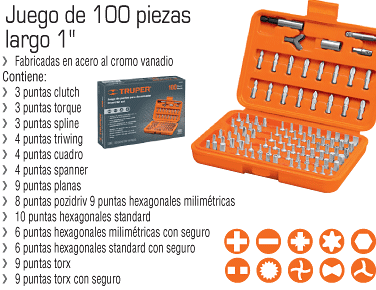 Juego de 100 piezas
largo 1"
› Fabricadas en acero al cromo vanadio
Contiene:
› 3 puntas clutch
› 3 puntas torque
› 3 puntas spline
› 4 puntas triwing
› 4 puntas cuadro
› 4 puntas spanner
› 9 puntas planas
› 8 puntas pozidriv 9 puntas hexagonales milimétricas
› 10 puntas hexagonales standard
› 6 puntas hexagonales milimétricas con seguro
› 6 puntas hexagonales standard con seguro
› 9 puntas torx
› 9 puntas torx con seguro
TRUPER
100